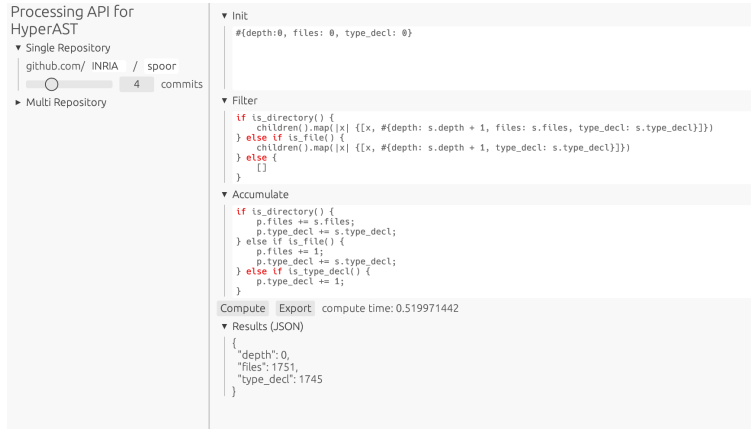 Processing API for
HyperAST
▼ Single Repository
github.com/ INRIA / spoor
4 commits
► Multi Repository
▼ Init
#{depth:0, files: 0, type_decl: 0}
▼ Filter
if is_directory() {
    children().map(|x| {[x, #{depth: s.depth + 1, files: s.files, type_decl: s.type_decl}]})
} else if is_file() {
    children().map(|x| {[x, #{depth: s.depth + 1, type_decl: s.type_decl}]})
} else {
    []
}
▼ Accumulate
if is_directory() {
    p.files += s.files;
    p.type_decl += s.type_decl;
} else if is_file() {
    p.files += 1;
    p.type_decl += s.type_decl;
} else if is_type_decl() {
    p.type_decl += 1;
}
Compute Export compute time: 0.519971442
▼ Results (JSON)
{
"depth": 0,
"files": 1751,
"type_decl": 1745
}